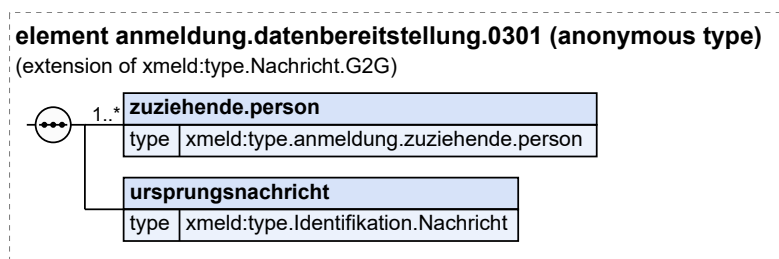 element anmeldung.datenbereitstellung.0301 (anonymous type)
(extension of xmeld:type.Nachricht.G2G)
1..* zuziehende.person
type xmeld:type.anmeldung.zuziehende.person
ursprungsnachricht
type xmeld:type.Identifikation.Nachricht